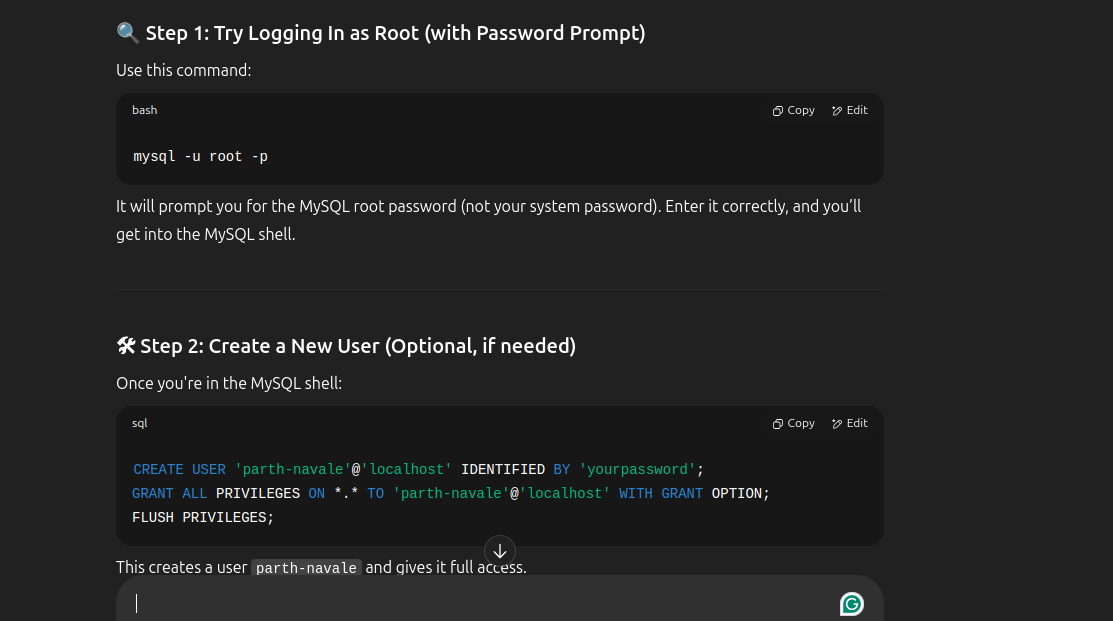 🔍 Step 1: Try Logging In as Root (with Password Prompt)
Use this command:
bash Copy Edit
mysql -u root -p
It will prompt you for the MySQL root password (not your system password). Enter it correctly, and you’ll
get into the MySQL shell.
🛠 Step 2: Create a New User (Optional, if needed)
Once you're in the MySQL shell:
sql Copy Edit
CREATE USER 'parth-navale'@'localhost' IDENTIFIED BY 'yourpassword';
GRANT ALL PRIVILEGES ON *.* TO 'parth-navale'@'localhost' WITH GRANT OPTION;
FLUSH PRIVILEGES;
This creates a user parth-navale and gives it full access.